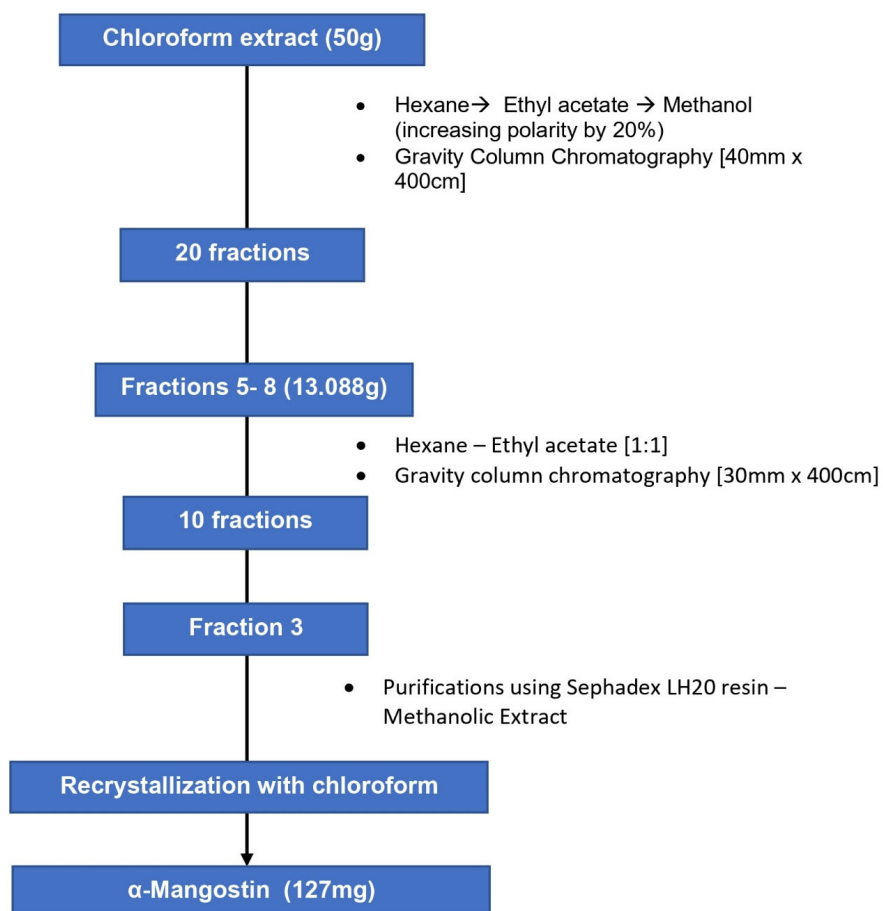 Chloroform extract (50g)
• Hexane→ Ethyl acetate → Methanol
(increasing polarity by 20%)
• Gravity Column Chromatography [40mm x
400cm]
20 fractions
Fractions 5- 8 (13.088g)
• Hexane – Ethyl acetate [1:1]
• Gravity column chromatography [30mm x 400cm]
10 fractions
Fraction 3
• Purifications using Sephadex LH20 resin –
Methanolic Extract
Recrystallization with chloroform
α-Mangostin (127mg)